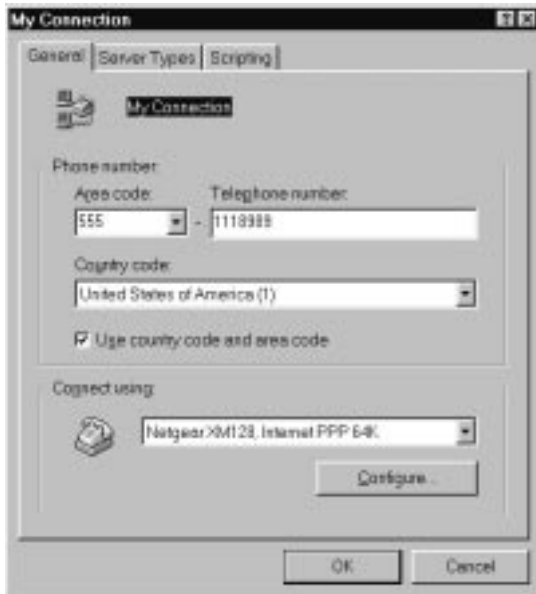 My Connection
General Server Types Scripting
My Connection
Phone number:
Area code: Telephone number:
555 - 1118989
Country code:
United States of America (1)
Use country code and area code
Connect using:
Netgear XM128, Internet PPP 64K
Configure...
OK Cancel